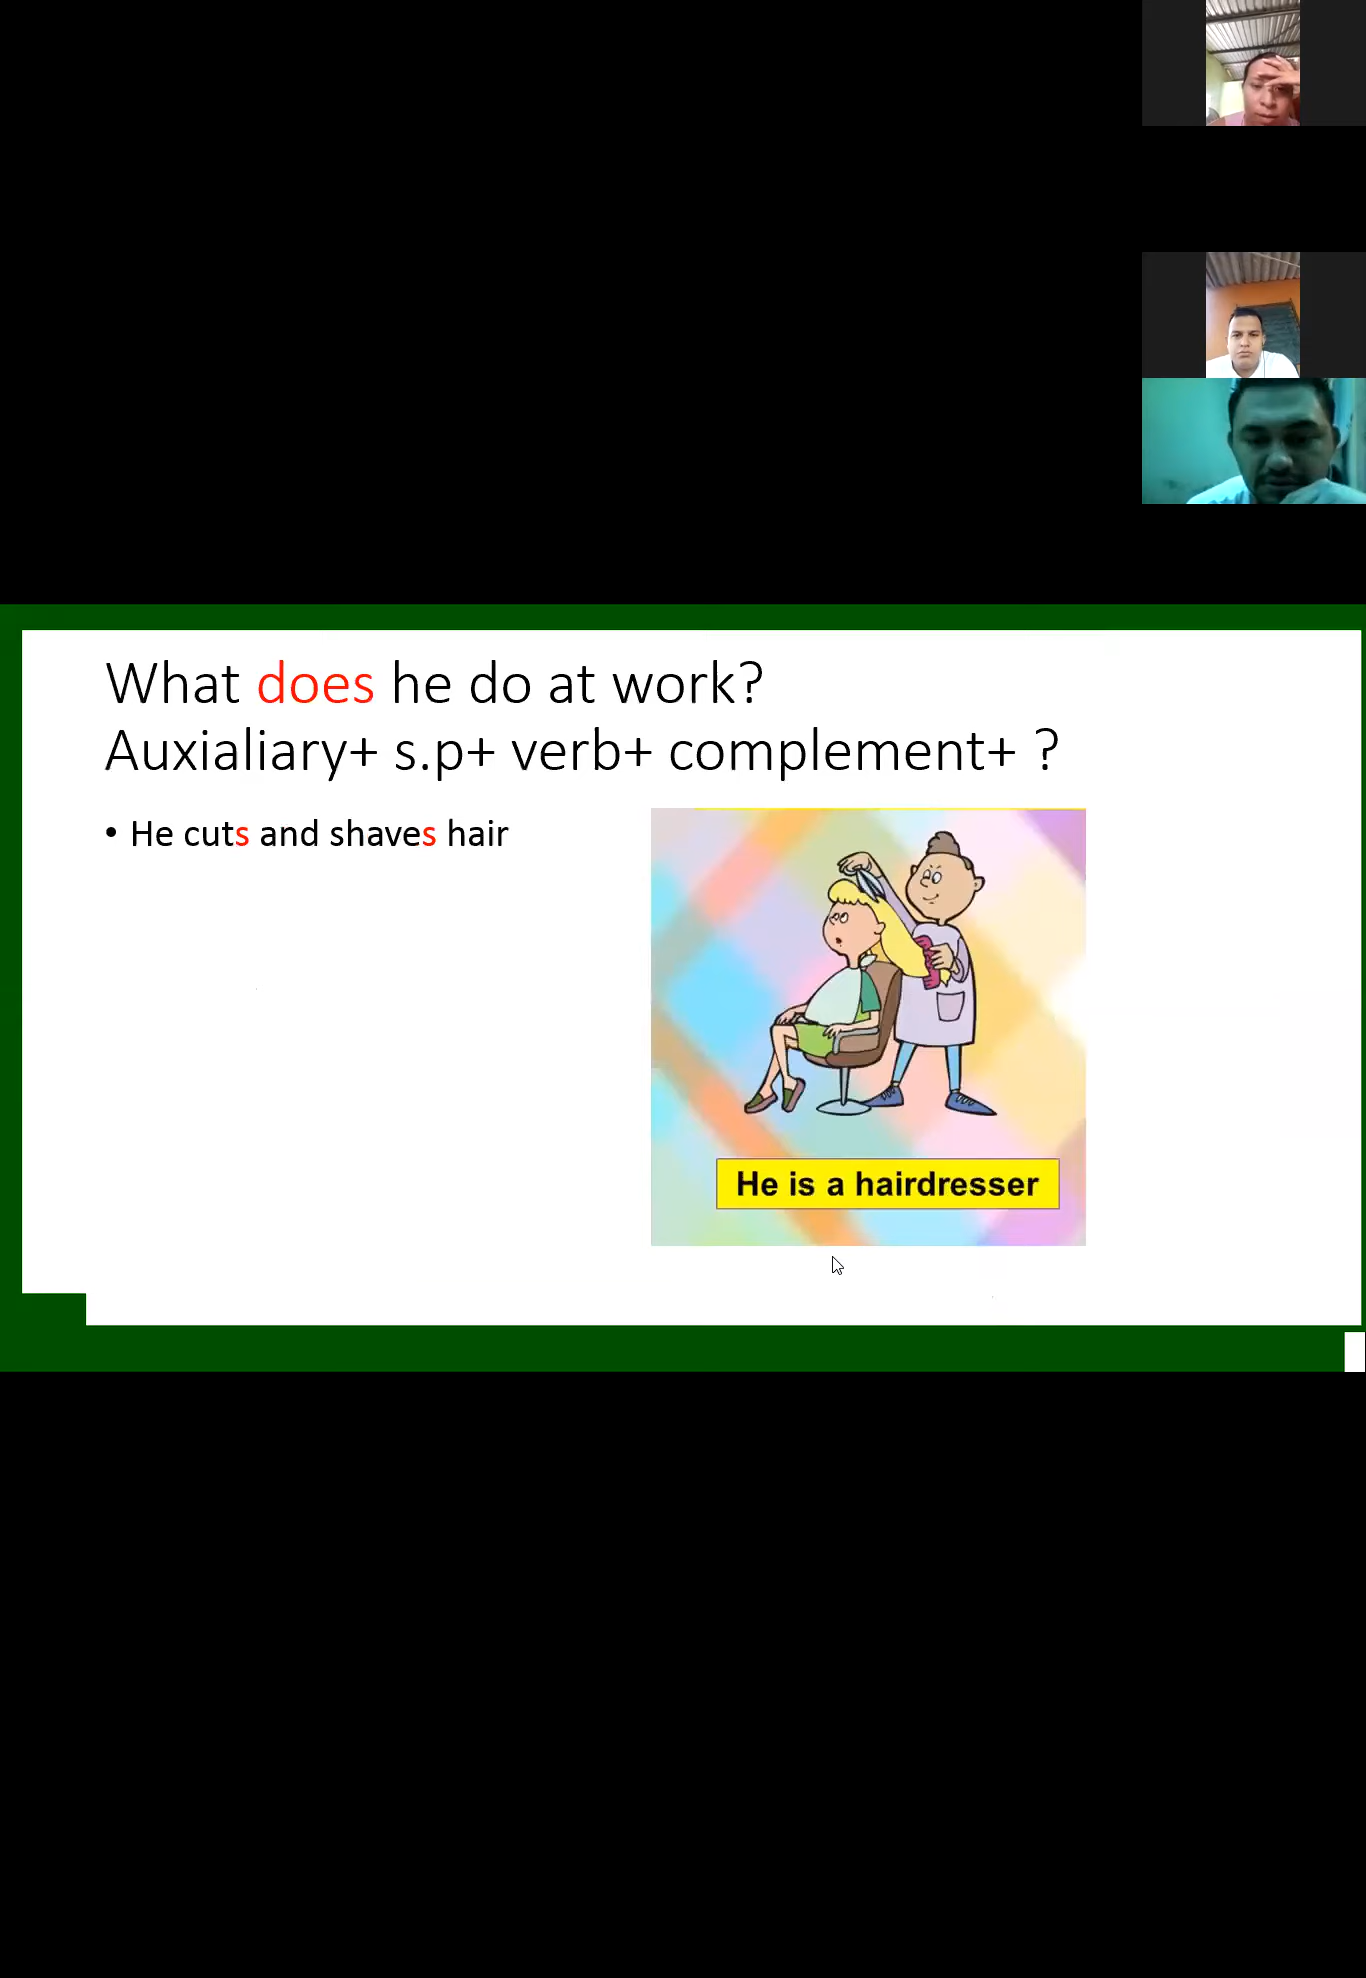 What does he do at work?
Auxialiary+ s.p+ verb+ complement+ ?
• He cuts and shaves hair
He is a hairdresser